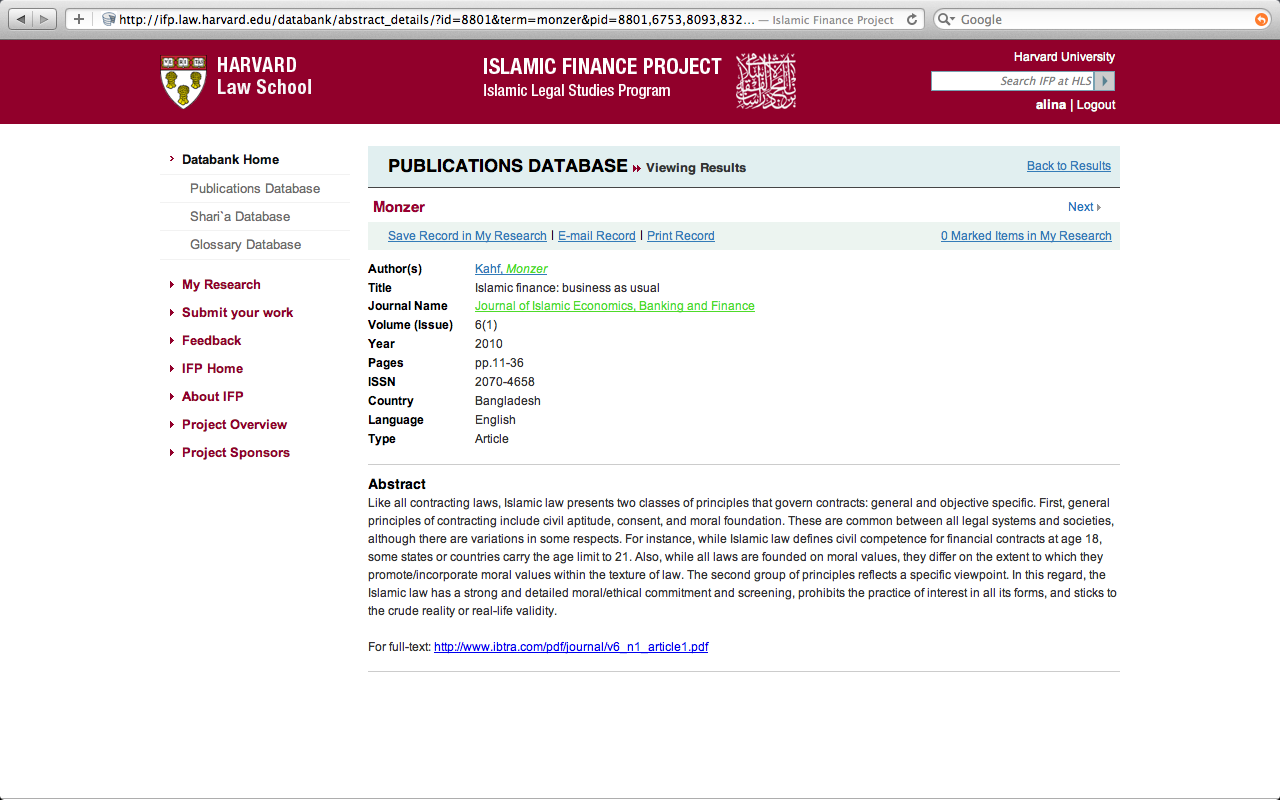 http://ifp.law.harvard.edu/databank/abstract_details/?id=8801&term=monzer&pid=8801,6753,8093,832... — Islamic Finance Project
Google
HARVARD
Law School
ISLAMIC FINANCE PROJECT
Islamic Legal Studies Program
Harvard University
Search IFP at HLS
alina | Logout
Databank Home
Publications Database
Shari`a Database
Glossary Database
My Research
Submit your work
Feedback
IFP Home
About IFP
Project Overview
Project Sponsors
PUBLICATIONS DATABASE Viewing Results
Back to Results
Monzer
Next
Save Record in My Research | E-mail Record | Print Record
0 Marked Items in My Research
Author(s) Kahf, Monzer
Title Islamic finance: business as usual
Journal Name Journal of Islamic Economics, Banking and Finance
Volume (Issue) 6(1)
Year 2010
Pages pp.11-36
ISSN 2070-4658
Country Bangladesh
Language English
Type Article
Abstract
Like all contracting laws, Islamic law presents two classes of principles that govern contracts: general and objective specific. First, general
principles of contracting include civil aptitude, consent, and moral foundation. These are common between all legal systems and societies,
although there are variations in some respects. For instance, while Islamic law defines civil competence for financial contracts at age 18,
some states or countries carry the age limit to 21. Also, while all laws are founded on moral values, they differ on the extent to which they
promote/incorporate moral values within the texture of law. The second group of principles reflects a specific viewpoint. In this regard, the
Islamic law has a strong and detailed moral/ethical commitment and screening, prohibits the practice of interest in all its forms, and sticks to
the crude reality or real-life validity.
For full-text: http://www.ibtra.com/pdf/journal/v6_n1_article1.pdf